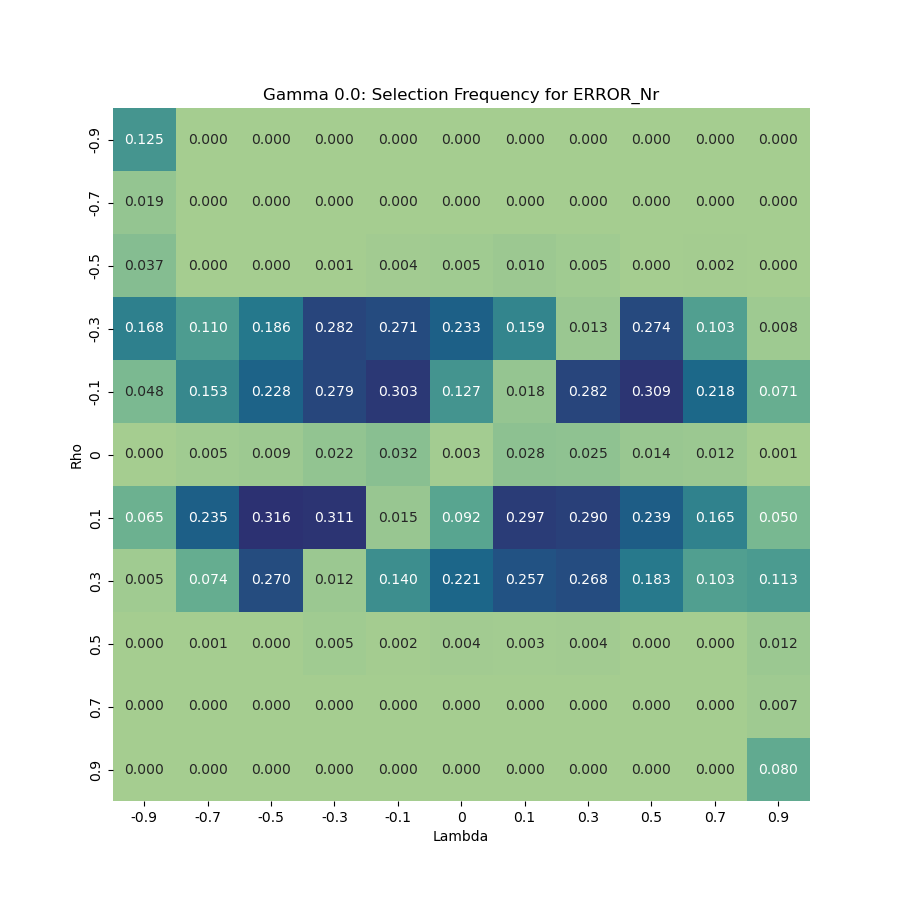 Gamma 0.0: Selection Frequency for ERROR_Nr
-0.9 0.125 0.000 0.000 0.000 0.000 0.000 0.000 0.000 0.000 0.000 0.000
-0.7 0.019 0.000 0.000 0.000 0.000 0.000 0.000 0.000 0.000 0.000 0.000
-0.5 0.037 0.000 0.000 0.001 0.004 0.005 0.010 0.005 0.000 0.002 0.000
-0.3 0.168 0.110 0.186 0.282 0.271 0.233 0.159 0.013 0.274 0.103 0.008
-0.1 0.048 0.153 0.228 0.279 0.303 0.127 0.018 0.282 0.309 0.218 0.071
Rho
0 0.000 0.005 0.009 0.022 0.032 0.003 0.028 0.025 0.014 0.012 0.001
0.1 0.065 0.235 0.316 0.311 0.015 0.092 0.297 0.290 0.239 0.165 0.050
0.3 0.005 0.074 0.270 0.012 0.140 0.221 0.257 0.268 0.183 0.103 0.113
0.5 0.000 0.001 0.000 0.005 0.002 0.004 0.003 0.004 0.000 0.000 0.012
0.7 0.000 0.000 0.000 0.000 0.000 0.000 0.000 0.000 0.000 0.000 0.007
0.9 0.000 0.000 0.000 0.000 0.000 0.000 0.000 0.000 0.000 0.000 0.080
-0.9 -0.7 -0.5 -0.3 -0.1 0 0.1 0.3 0.5 0.7 0.9
Lambda